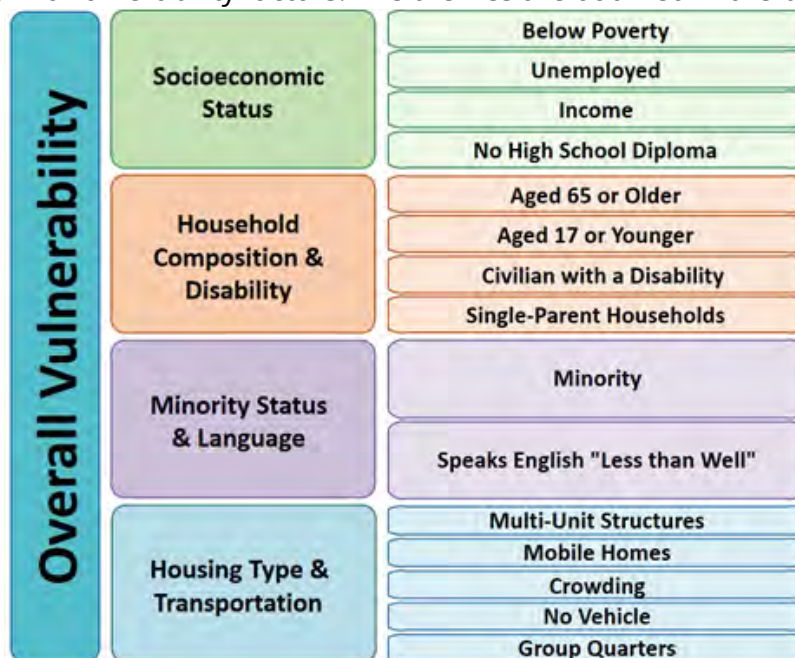 Overall Vulnerability
Socioeconomic
Status
Below Poverty
Unemployed
Income
No High School Diploma
Household
Composition &
Disability
Aged 65 or Older
Aged 17 or Younger
Civilian with a Disability
Single-Parent Households
Minority Status
& Language
Minority
Speaks English "Less than Well"
Housing Type &
Transportation
Multi-Unit Structures
Mobile Homes
Crowding
No Vehicle
Group Quarters